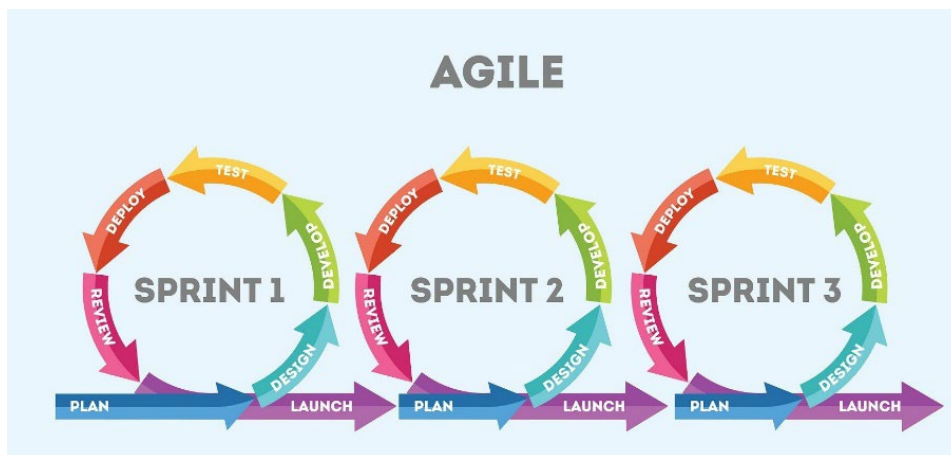 AGILE
SPRINT 1
PLAN
DESIGN
DEVELOP
TEST
DEPLOY
REVIEW
LAUNCH
SPRINT 2
PLAN
DESIGN
DEVELOP
TEST
DEPLOY
REVIEW
LAUNCH
SPRINT 3
PLAN
DESIGN
DEVELOP
TEST
DEPLOY
REVIEW
LAUNCH